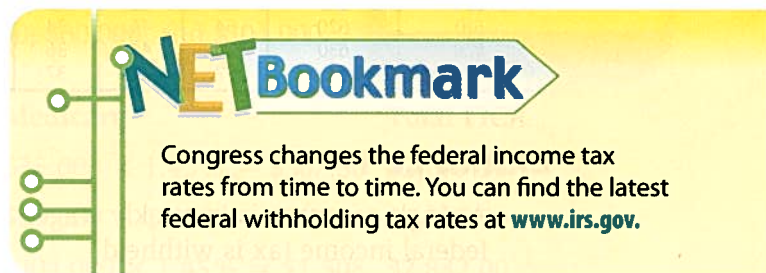 NETBookmark
Congress changes the federal income tax
rates from time to time. You can find the latest
federal withholding tax rates at www.irs.gov.